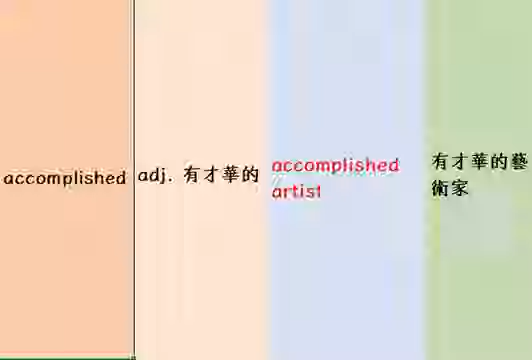 accomplished
adj. 有才華的
accomplished
artist
有才華的藝
術家